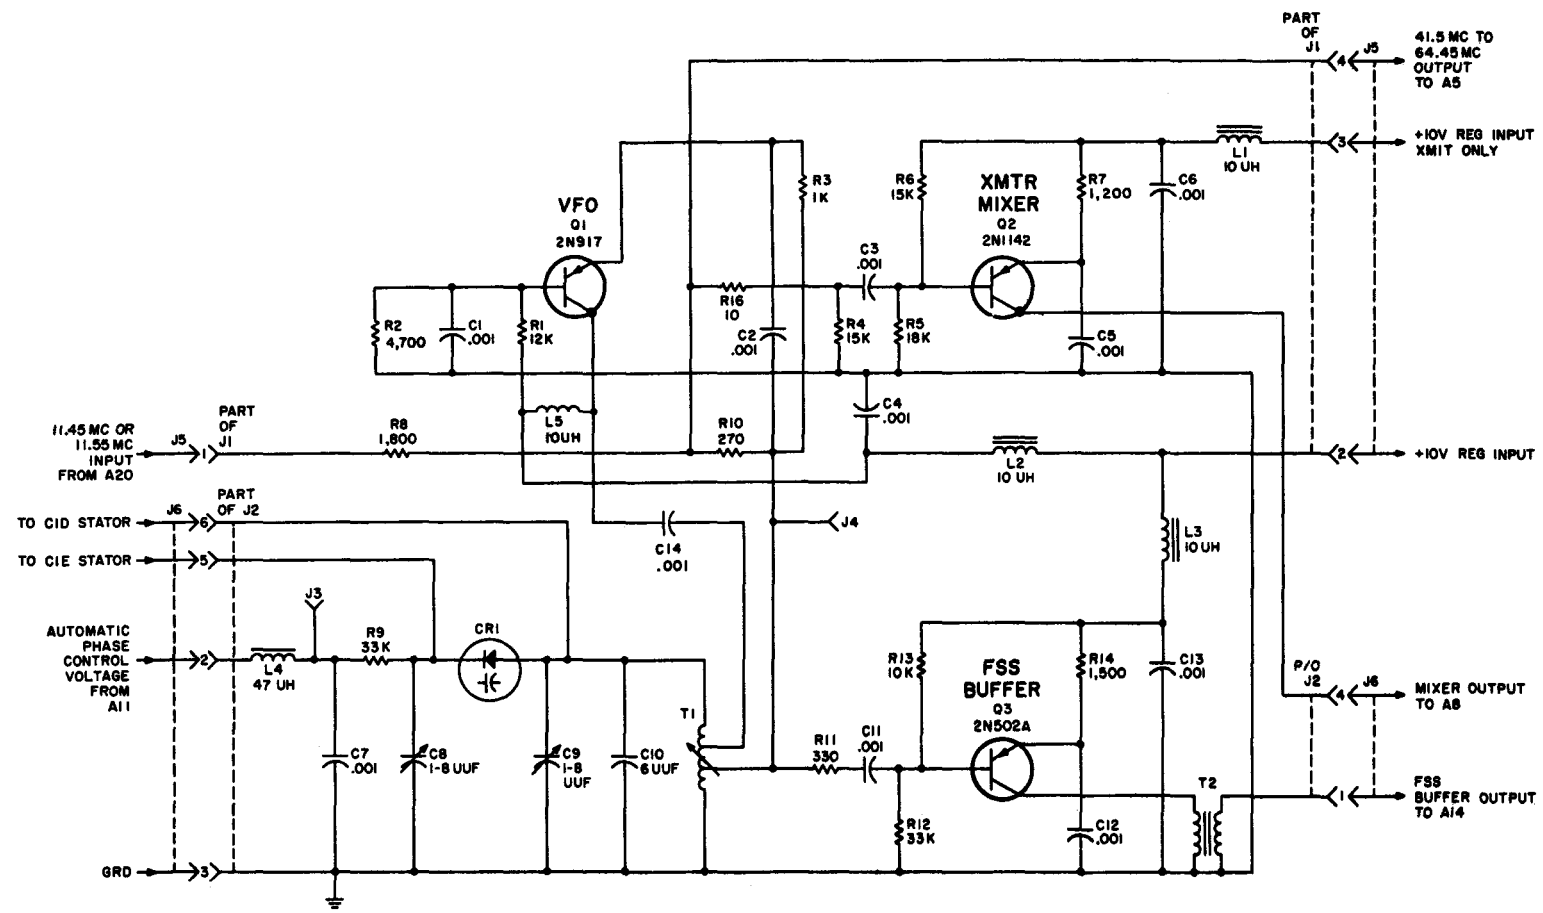 PART
OF
J1
4
J5
41.5 MC TO
64.45 MC
OUTPUT
TO A5
3
+10V REG INPUT
XMIT ONLY
L1
10 UH
R3
1K
R6
15K
XMTR
MIXER
Q2
2N1142
R7
1,200
C6
.001
VFO
Q1
2N917
C3
.001
R16
10
R2
4,700
C1
.001
R1
12K
C2
.001
R4
15K
R5
18K
C5
.001
C4
.001
L5
10UH
11.45 MC OR
11.55 MC
INPUT
FROM A20
J5
1
PART
OF
J1
R8
1,800
R10
270
L2
10 UH
2
+10V REG INPUT
J6
PART
OF J2
TO C1D STATOR
6
J4
C14
.001
L3
10 UH
TO C1E STATOR
5
J3
AUTOMATIC
PHASE
CONTROL
VOLTAGE
FROM
A11
2
L4
47 UH
R9
33K
CR1
R13
10K
FSS
BUFFER
Q3
2N502A
R14
1,500
C13
.001
P/O
J2
4
J6
MIXER OUTPUT
TO A8
T1
C7
.001
C8
1-8 UUF
C9
1-8
UUF
C10
6 UUF
R11
330
C11
.001
T2
1
FSS
BUFFER OUTPUT
TO A14
R12
33K
C12
.001
GRD
3